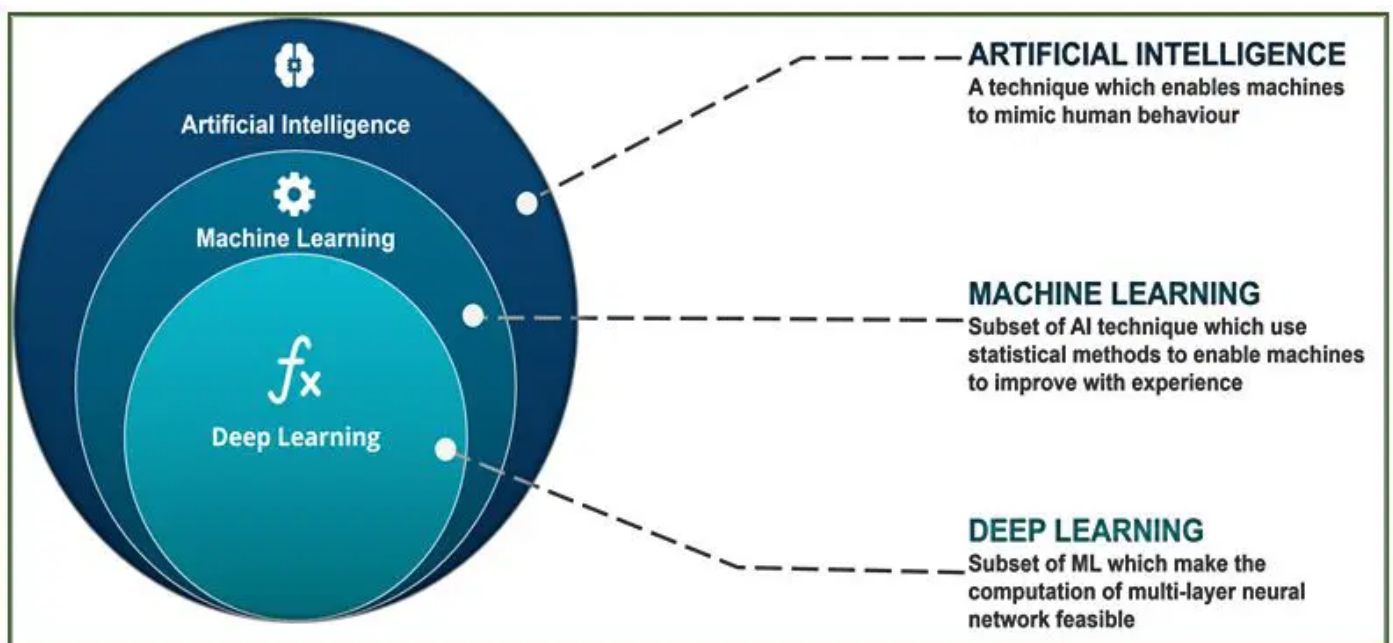 Artificial Intelligence
Machine Learning
fx
Deep Learning
ARTIFICIAL INTELLIGENCE
A technique which enables machines
to mimic human behaviour
MACHINE LEARNING
Subset of AI technique which use
statistical methods to enable machines
to improve with experience
DEEP LEARNING
Subset of ML which make the
computation of multi-layer neural
network feasible